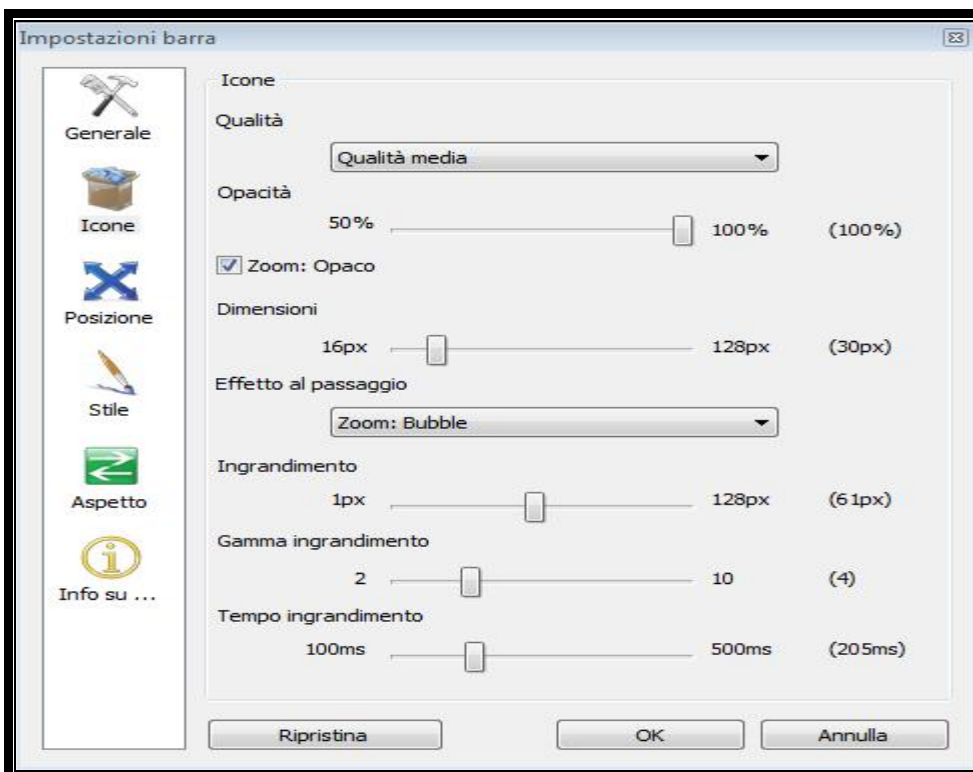 Impostazioni barra
Generale
Icone
Posizione
Stile
Aspetto
Info su ...
Icone
Qualità
Qualità media
Opacità
50% 100% (100%)
Zoom: Opaco
Dimensioni
16px 128px (30px)
Effetto al passaggio
Zoom: Bubble
Ingrandimento
1px 128px (61px)
Gamma ingrandimento
2 10 (4)
Tempo ingrandimento
100ms 500ms (205ms)
Ripristina OK Annulla